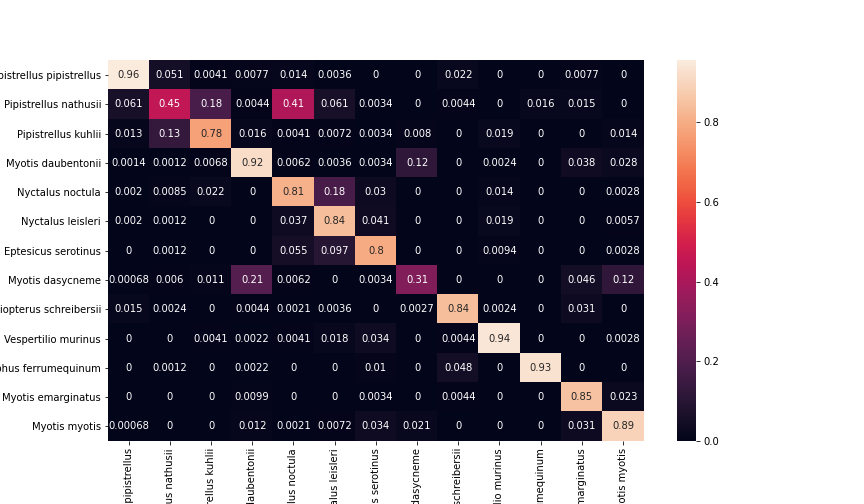 pistrellus pipistrellus 0.96 0.051 0.0041 0.0077 0.014 0.0036 0 0 0.022 0 0 0.0077 0
Pipistrellus nathusii 0.061 0.45 0.18 0.0044 0.41 0.061 0.0034 0 0.0044 0 0.016 0.015 0
Pipistrellus kuhlii 0.013 0.13 0.78 0.016 0.0041 0.0072 0.0034 0.008 0 0.019 0 0 0.014
Myotis daubentonii 0.0014 0.0012 0.0068 0.92 0.0062 0.0036 0.0034 0.12 0 0.0024 0 0.038 0.028
Nyctalus noctula 0.002 0.0085 0.022 0 0.81 0.18 0.03 0 0 0.014 0 0 0.0028
Nyctalus leisleri 0.002 0.0012 0 0 0.037 0.84 0.041 0 0 0.019 0 0 0.0057
Eptesicus serotinus 0 0.0012 0 0 0.055 0.097 0.8 0 0 0.0094 0 0 0.0028
Myotis dasycneme 0.00068 0.006 0.011 0.21 0.0062 0 0.0034 0.31 0 0 0 0.046 0.12
iopterus schreibersii 0.015 0.0024 0 0.0044 0.0021 0.0036 0 0.0027 0.84 0.0024 0 0.031 0
Vespertilio murinus 0 0 0.0041 0.0022 0.0041 0.018 0.034 0 0.0044 0.94 0 0 0.0028
phus ferrumequinum 0 0.0012 0 0.0022 0 0 0.01 0 0.048 0 0.93 0 0
Myotis emarginatus 0 0 0 0.0099 0 0 0.0034 0 0.0044 0 0 0.85 0.023
Myotis myotis 0.00068 0 0 0.012 0.0021 0.0072 0.034 0.021 0 0 0 0.031 0.89
pipistrellus
us nathusii
rellus kuhlii
daubentonii
lus noctula
alus leisleri
s serotinus
dasycneme
schreibersii
lio murinus
mequinum
marginatus
otis myotis
0.8
0.6
0.4
0.2
0.0